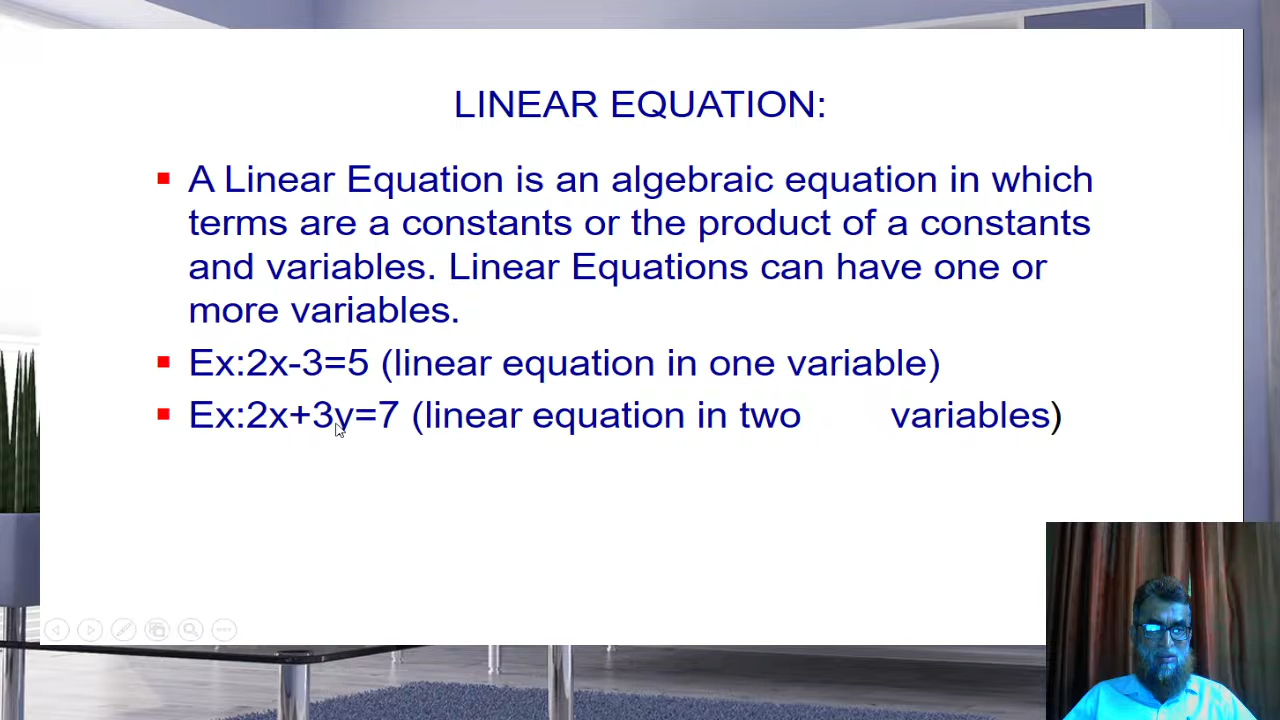 LINEAR EQUATION:
A Linear Equation is an algebraic equation in which
terms are a constants or the product of a constants
and variables. Linear Equations can have one or
more variables.
Ex:2x-3=5 (linear equation in one variable)
Ex:2x+3y=7 (linear equation in two variables)